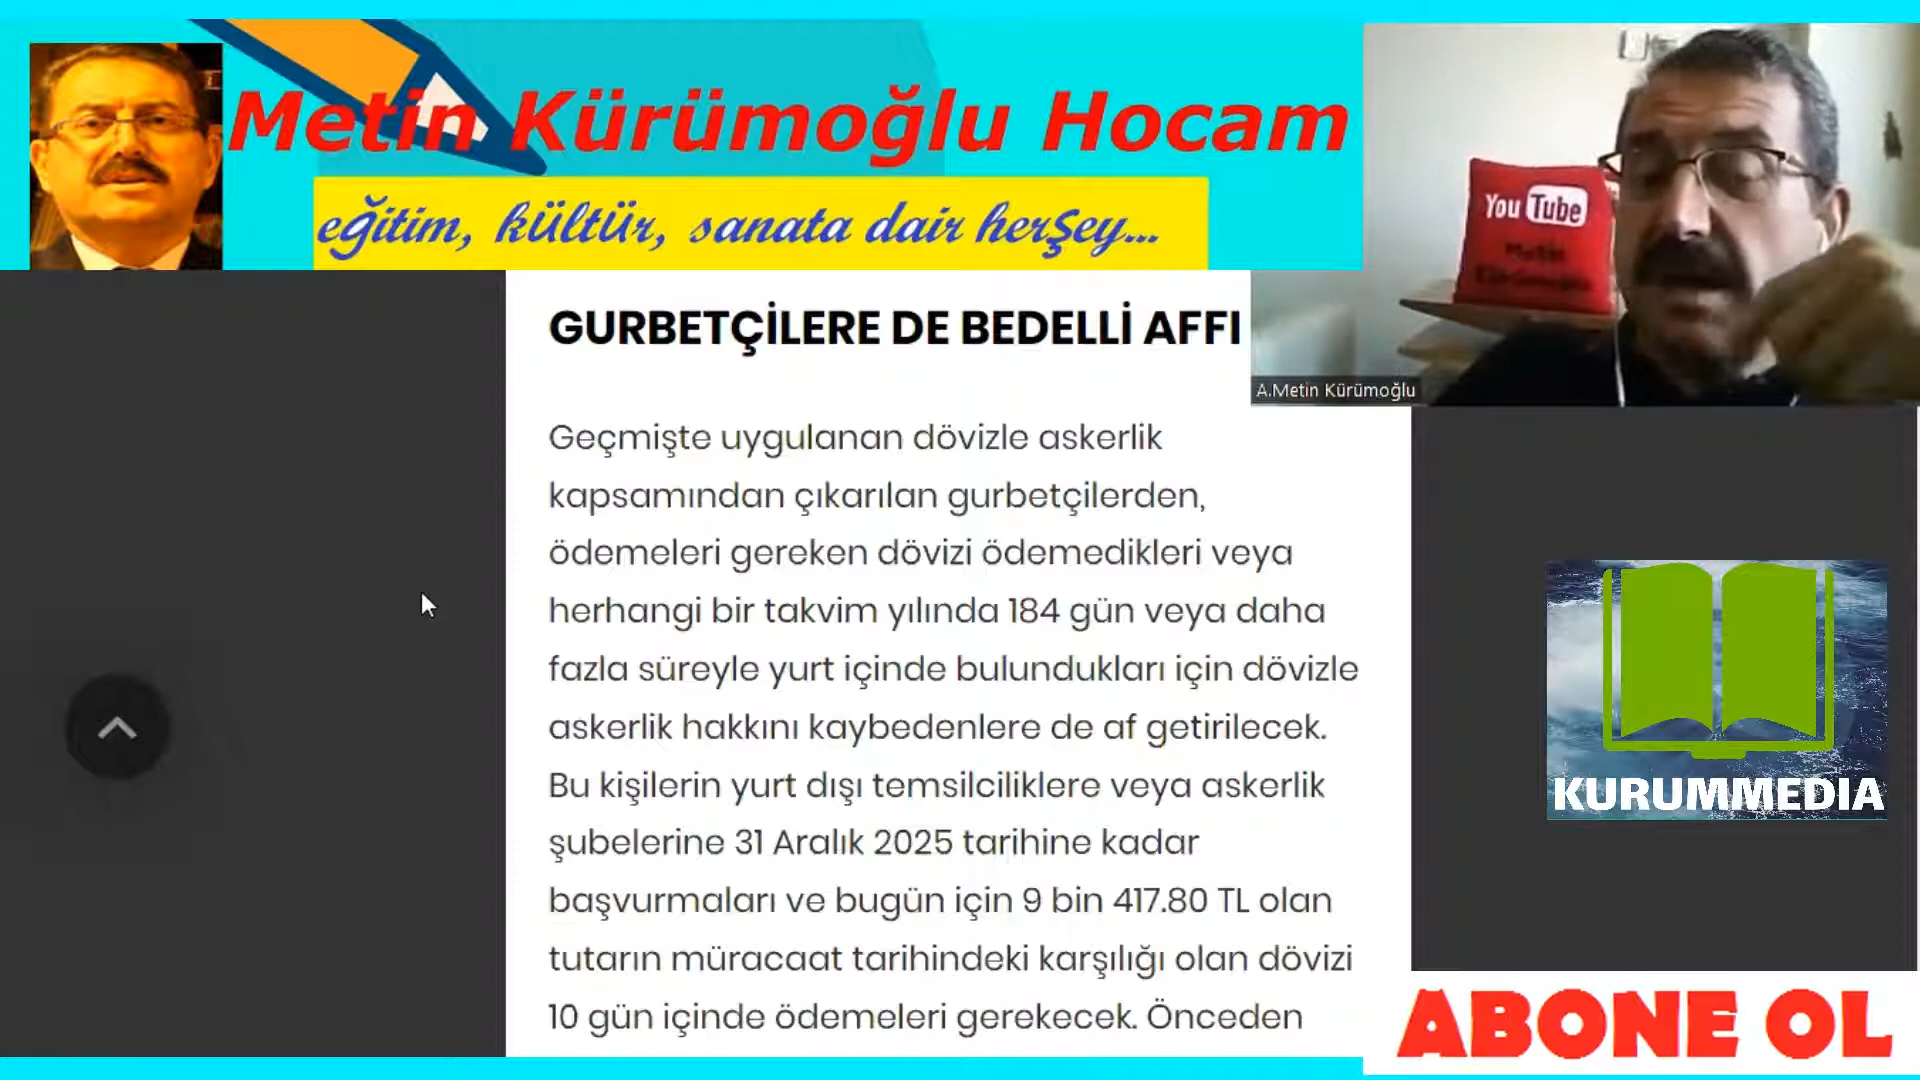 Metin Kürümoğlu Hocam
eğitim, kültür, sanata dair herşey...
You Tube
Metin
A.Metin Kürümoğlu
GURBETÇİLERE DE BEDELLİ AFFI
Geçmişte uygulanan dövizle askerlik
kapsamından çıkarılan gurbetçilerden,
ödemeleri gereken dövizi ödemedikleri veya
herhangi bir takvim yılında 184 gün veya daha
fazla süreyle yurt içinde bulundukları için dövizle
askerlik hakkını kaybedenlere de af getirilecek.
Bu kişilerin yurt dışı temsilciliklere veya askerlik
şubelerine 31 Aralık 2025 tarihine kadar
başvurmaları ve bugün için 9 bin 417.80 TL olan
tutarın müracaat tarihindeki karşılığı olan dövizi
10 gün içinde ödemeleri gerekecek. Önceden
KURUMMEDIA
ABONE OL